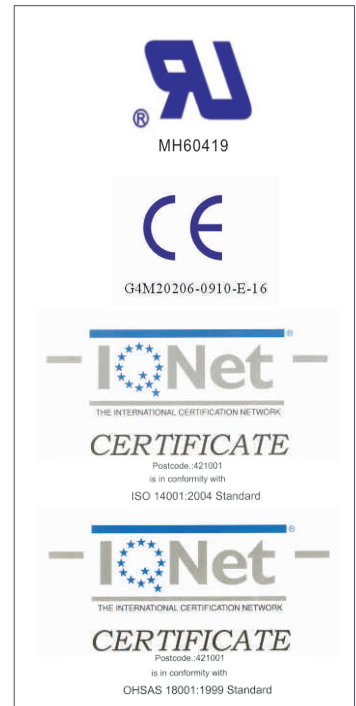 ®
MH60419
CE
G4M20206-0910-E-16
®
IQNet
THE INTERNATIONAL CERTIFICATION NETWORK
CERTIFICATE
Postcode.:421001
is in conformity with
ISO 14001:2004 Standard
®
IQNet
THE INTERNATIONAL CERTIFICATION NETWORK
CERTIFICATE
Postcode.:421001
is in conformity with
OHSAS 18001:1999 Standard